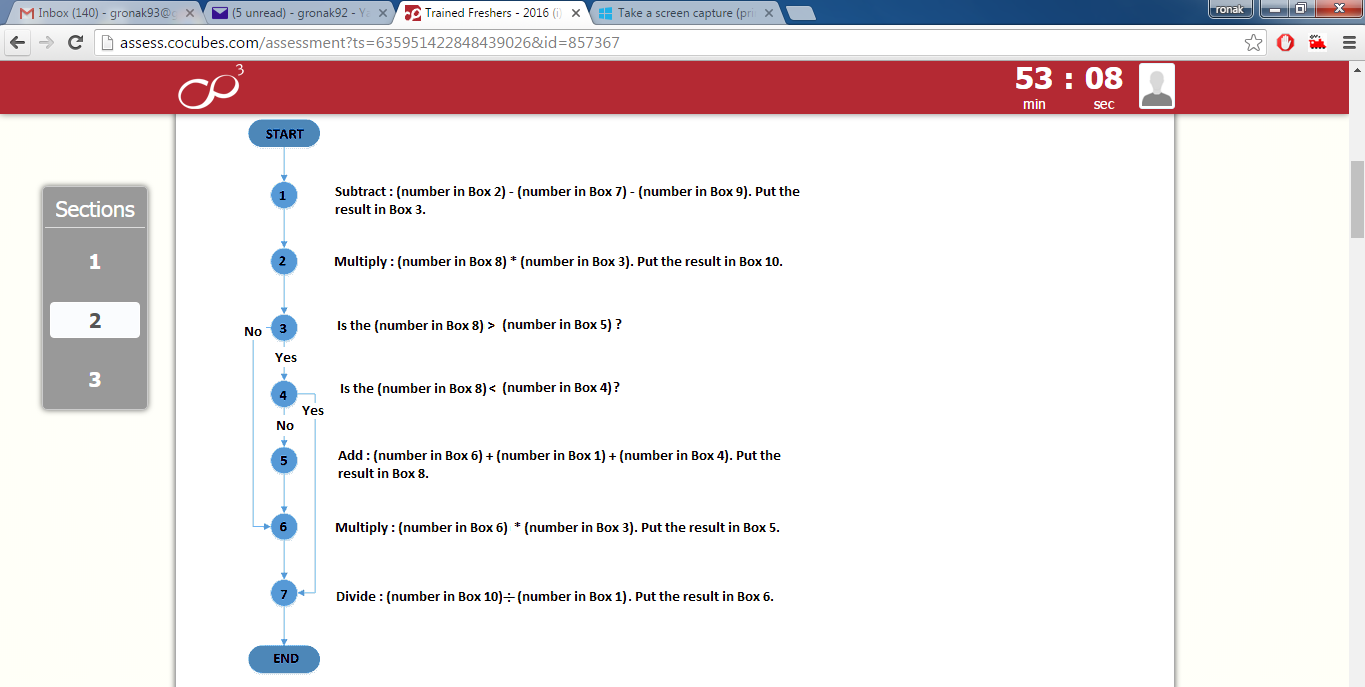 Inbox (140) - gronak93@g
(5 unread) - gronak92 - Ya
Trained Freshers - 2016 (i)
Take a screen capture (pri
ronak
assess.cocubes.com/assessment?ts=635951422848439026&id=857367
3
53 : 08
min sec
Sections
1
2
3
START
1 Subtract : (number in Box 2) - (number in Box 7) - (number in Box 9). Put the
result in Box 3.
2 Multiply : (number in Box 8) * (number in Box 3). Put the result in Box 10.
No 3 Is the (number in Box 8) > (number in Box 5) ?
Yes
4 Is the (number in Box 8) < (number in Box 4)?
Yes
No
5 Add : (number in Box 6) + (number in Box 1) + (number in Box 4). Put the
result in Box 8.
6 Multiply : (number in Box 6) * (number in Box 3). Put the result in Box 5.
7 Divide : (number in Box 10)÷(number in Box 1). Put the result in Box 6.
END